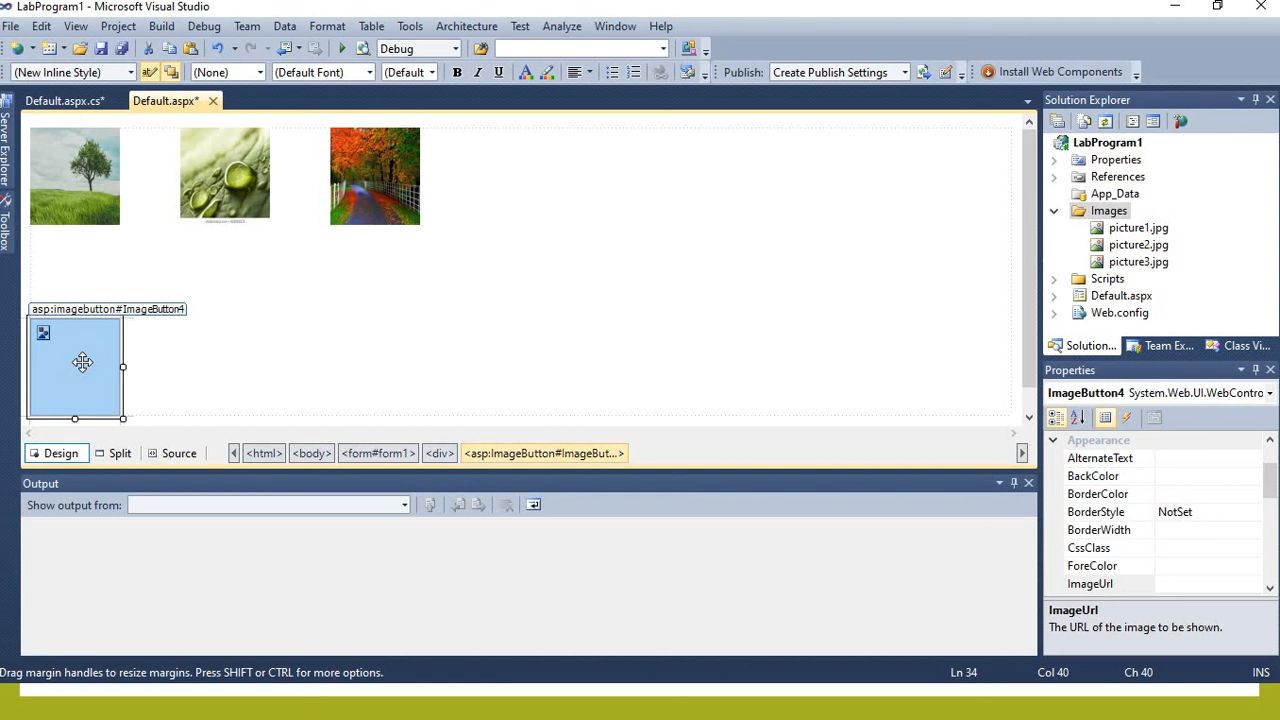 LabProgram1 - Microsoft Visual Studio
File Edit View Project Build Debug Team Data Format Table Tools Architecture Test Analyze Window Help
Debug
(New Inline Style) (None) (Default Font) (Default B I U A Publish: Create Publish Settings Install Web Components
Default.aspx.cs* Default.aspx*
Server Explorer
Toolbox
asp:imagebutton#ImageButton4
Design Split Source <html> <body> <form#form1> <div> <asp:ImageButton#ImageBut...>
Output
Show output from:
Solution Explorer
LabProgram1
Properties
References
App_Data
Images
picture1.jpg
picture2.jpg
picture3.jpg
Scripts
Default.aspx
Web.config
Solution... Team Ex... Class Vi...
Properties
ImageButton4 System.Web.UI.WebContro
Appearance
AlternateText
BackColor
BorderColor
BorderStyle NotSet
BorderWidth
CssClass
ForeColor
ImageUrl
ImageUrl
The URL of the image to be shown.
Drag margin handles to resize margins. Press SHIFT or CTRL for more options. Ln 34 Col 40 Ch 40 INS